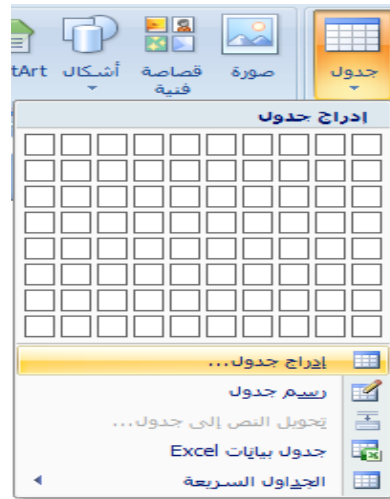 جدول
صورة
قصاصة فنية
أشكال
tArt
إدراج جدول
إدراج جدول...
رسم جدول
تحويل النص إلى جدول...
جدول بيانات Excel
الجداول السريعة